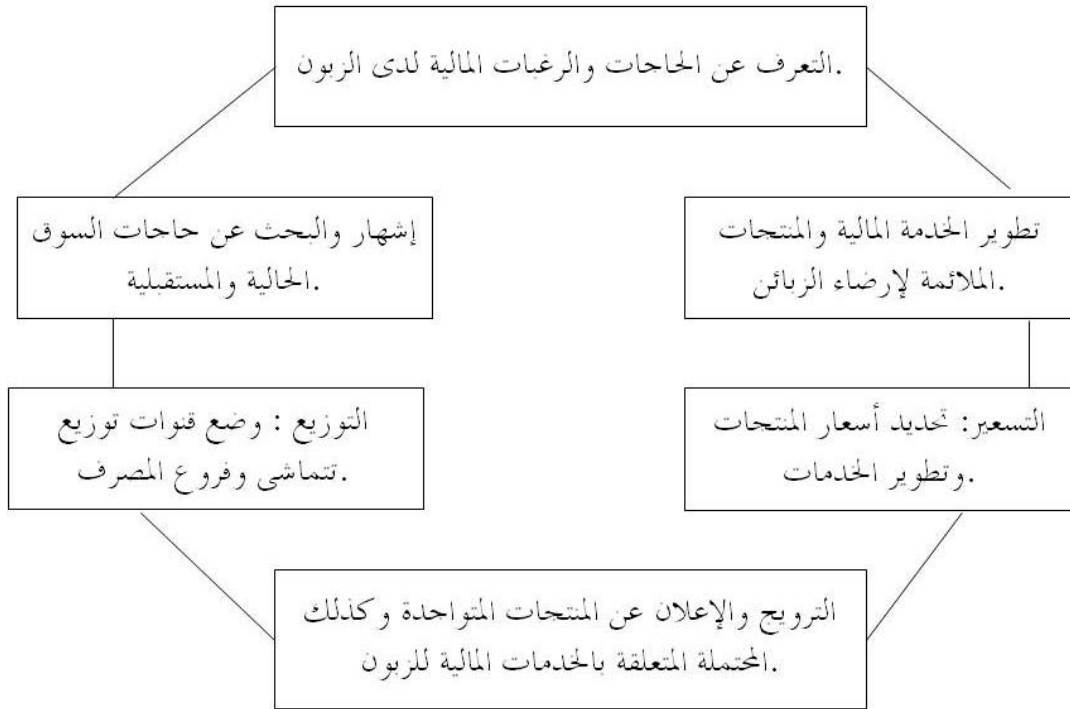 التعرف عن الحاجات والرغبات المالية لدى الزبون.
تطوير الخدمة المالية والمنتجات
الملائمة لإرضاء الزبائن.
إشهار والبحث عن حاجات السوق
الحالية والمستقبلية.
التسعير: تحديد أسعار المنتجات
وتطوير الخدمات.
التوزيع : وضع قنوات توزيع
تتماشى وفروع المصرف.
الترويج والإعلان عن المنتجات المتواحدة وكذلك
المحتملة المتعلقة بالخدمات المالية للزبون.